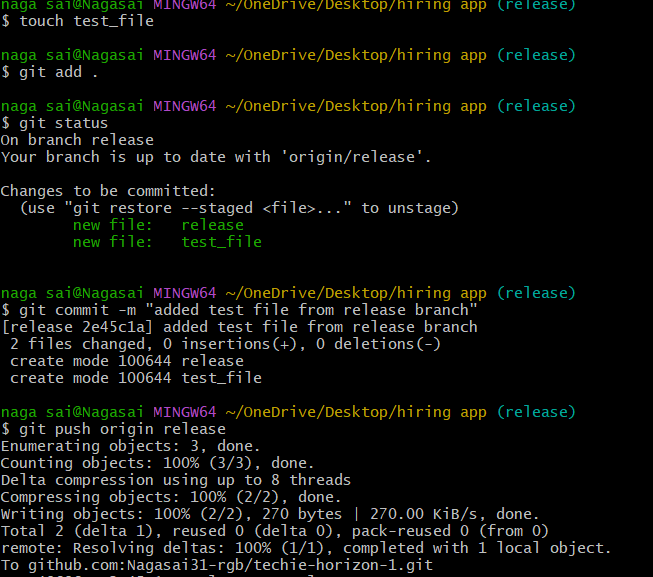 naga sai@Nagasai MINGW64 ~/OneDrive/Desktop/hiring app (release)
$ touch test_file
naga sai@Nagasai MINGW64 ~/OneDrive/Desktop/hiring app (release)
$ git add .
naga sai@Nagasai MINGW64 ~/OneDrive/Desktop/hiring app (release)
$ git status
On branch release
Your branch is up to date with 'origin/release'.
Changes to be committed:
  (use "git restore --staged <file>..." to unstage)
        new file:   release
        new file:   test_file
naga sai@Nagasai MINGW64 ~/OneDrive/Desktop/hiring app (release)
$ git commit -m "added test file from release branch"
[release 2e45c1a] added test file from release branch
 2 files changed, 0 insertions(+), 0 deletions(-)
 create mode 100644 release
 create mode 100644 test_file
naga sai@Nagasai MINGW64 ~/OneDrive/Desktop/hiring app (release)
$ git push origin release
Enumerating objects: 3, done.
Counting objects: 100% (3/3), done.
Delta compression using up to 8 threads
Compressing objects: 100% (2/2), done.
Writing objects: 100% (2/2), 270 bytes | 270.00 KiB/s, done.
Total 2 (delta 1), reused 0 (delta 0), pack-reused 0 (from 0)
remote: Resolving deltas: 100% (1/1), completed with 1 local object.
To github.com:Nagasai31-rgb/techie-horizon-1.git